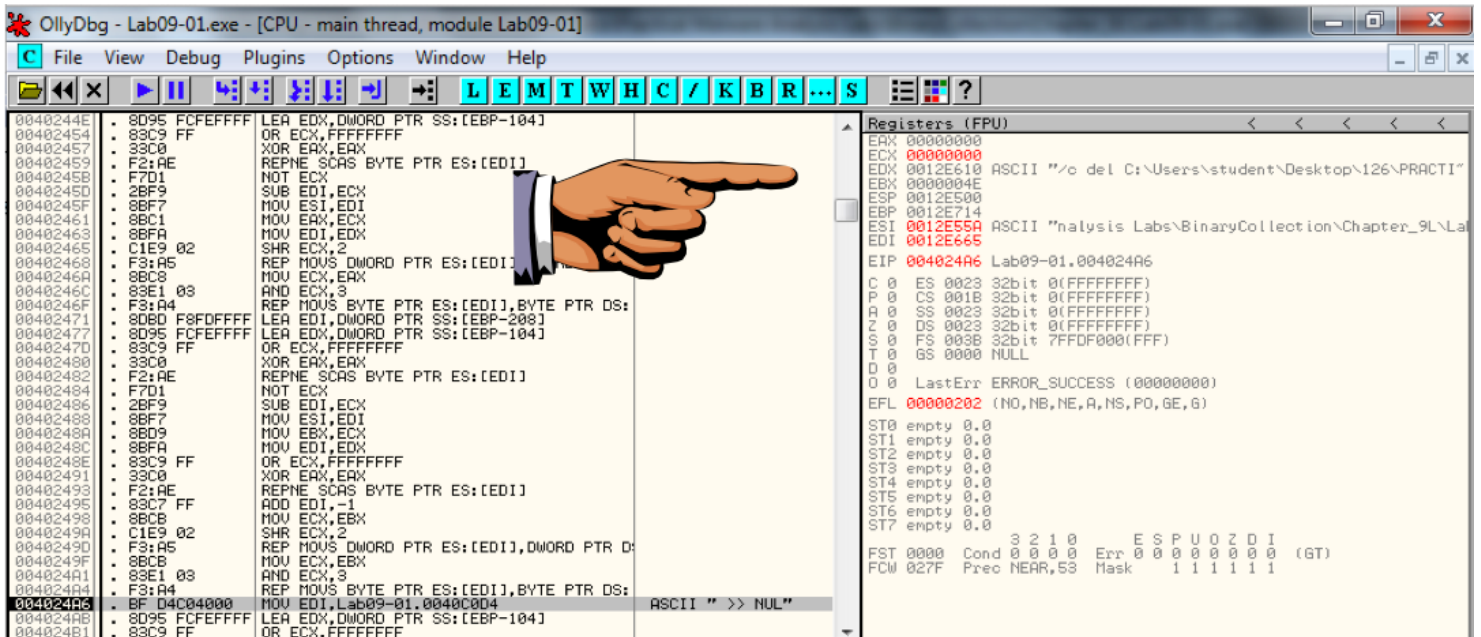 OllyDbg - Lab09-01.exe - [CPU - main thread, module Lab09-01]
C File View Debug Plugins Options Window Help
L E M T W H C / K B R ... S ?
0040244E . 8D95 FCFEFFFF LEA EDX,DWORD PTR SS:[EBP-104]
00402454 . 83C9 FF OR ECX,FFFFFFFF
00402457 . 33C0 XOR EAX,EAX
00402459 . F2:AE REPNE SCAS BYTE PTR ES:[EDI]
0040245B . F7D1 NOT ECX
0040245D . 2BF9 SUB EDI,ECX
0040245F . 8BF7 MOV ESI,EDI
00402461 . 8BC1 MOV EAX,ECX
00402463 . 8BFA MOV EDI,EDX
00402465 . C1E9 02 SHR ECX,2
00402468 . F3:A5 REP MOVS DWORD PTR ES:[EDI]
0040246A . 8BC8 MOV ECX,EAX
0040246C . 83E1 03 AND ECX,3
0040246F . F3:A4 REP MOVS BYTE PTR ES:[EDI],BYTE PTR DS:
00402471 . 8DBD F8FDFFFF LEA EDI,DWORD PTR SS:[EBP-208]
00402477 . 8D95 FCFEFFFF LEA EDX,DWORD PTR SS:[EBP-104]
0040247D . 83C9 FF OR ECX,FFFFFFFF
00402480 . 33C0 XOR EAX,EAX
00402482 . F2:AE REPNE SCAS BYTE PTR ES:[EDI]
00402484 . F7D1 NOT ECX
00402486 . 2BF9 SUB EDI,ECX
00402488 . 8BF7 MOV ESI,EDI
0040248A . 8BD9 MOV EBX,ECX
0040248C . 8BFA MOV EDI,EDX
0040248E . 83C9 FF OR ECX,FFFFFFFF
00402491 . 33C0 XOR EAX,EAX
00402493 . F2:AE REPNE SCAS BYTE PTR ES:[EDI]
00402495 . 83C7 FF ADD EDI,-1
00402498 . 8BCB MOV ECX,EBX
0040249A . C1E9 02 SHR ECX,2
0040249D . F3:A5 REP MOVS DWORD PTR ES:[EDI],DWORD PTR D
0040249F . 8BCB MOV ECX,EBX
004024A1 . 83E1 03 AND ECX,3
004024A4 . F3:A4 REP MOVS BYTE PTR ES:[EDI],BYTE PTR DS:
004024A6 . BF D4C04000 MOV EDI,Lab09-01.0040C0D4 ASCII " >> NUL"
004024AB . 8D95 FCFEFFFF LEA EDX,DWORD PTR SS:[EBP-104]
004024B1 . 83C9 FF OR ECX,FFFFFFFF
Registers (FPU) < < < < <
EAX 00000000
ECX 00000000
EDX 0012E610 ASCII "/c del C:\Users\student\Desktop\126\PRACTI"
EBX 0000004E
ESP 0012E500
EBP 0012E714
ESI 0012E55A ASCII "nalysis Labs\BinaryCollection\Chapter_9L\Lal
EDI 0012E665
EIP 004024A6 Lab09-01.004024A6
C 0 ES 0023 32bit 0(FFFFFFFF)
P 0 CS 001B 32bit 0(FFFFFFFF)
A 0 SS 0023 32bit 0(FFFFFFFF)
Z 0 DS 0023 32bit 0(FFFFFFFF)
S 0 FS 003B 32bit 7FFDF000(FFF)
T 0 GS 0000 NULL
D 0
O 0 LastErr ERROR_SUCCESS (00000000)
EFL 00000202 (NO,NB,NE,A,NS,PO,GE,G)
ST0 empty 0.0
ST1 empty 0.0
ST2 empty 0.0
ST3 empty 0.0
ST4 empty 0.0
ST5 empty 0.0
ST6 empty 0.0
ST7 empty 0.0
3 2 1 0 E S P U O Z D I
FST 0000 Cond 0 0 0 0 Err 0 0 0 0 0 0 0 0 (GT)
FCW 027F Prec NEAR,53 Mask 1 1 1 1 1 1